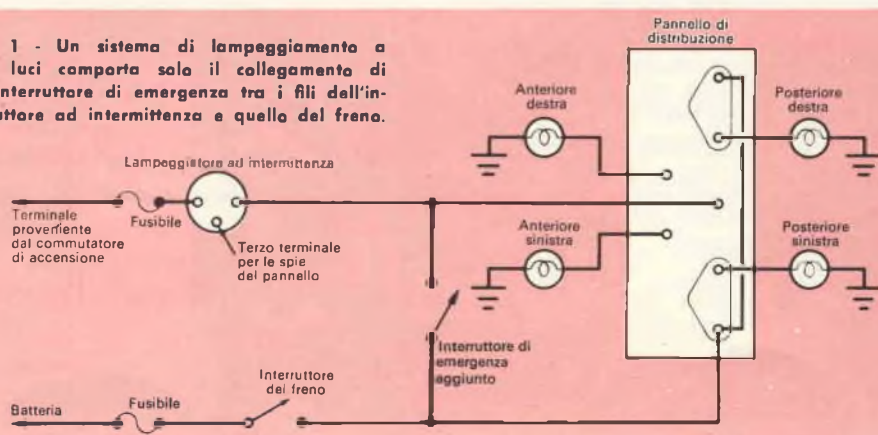 1 - Un sistema di lampeggiamento a
luci comporta solo il collegamento di
nterruttore di emergenza tra i fili dell'in-
uttore ad intermittenza e quello del freno.
Pannello di
distribuzione
Anteriore
destra
Posteriore
destra
Lampeggiatore ad intermittenza
Terminale
proveniente
dal commutatore
di accensione
Fusibile
Terzo terminale
per le spie
del pannello
Anteriore
sinistra
Posteriore
sinistra
Interruttore di
emergenza
aggiunto
Interruttore
del freno
Batteria
Fusibile